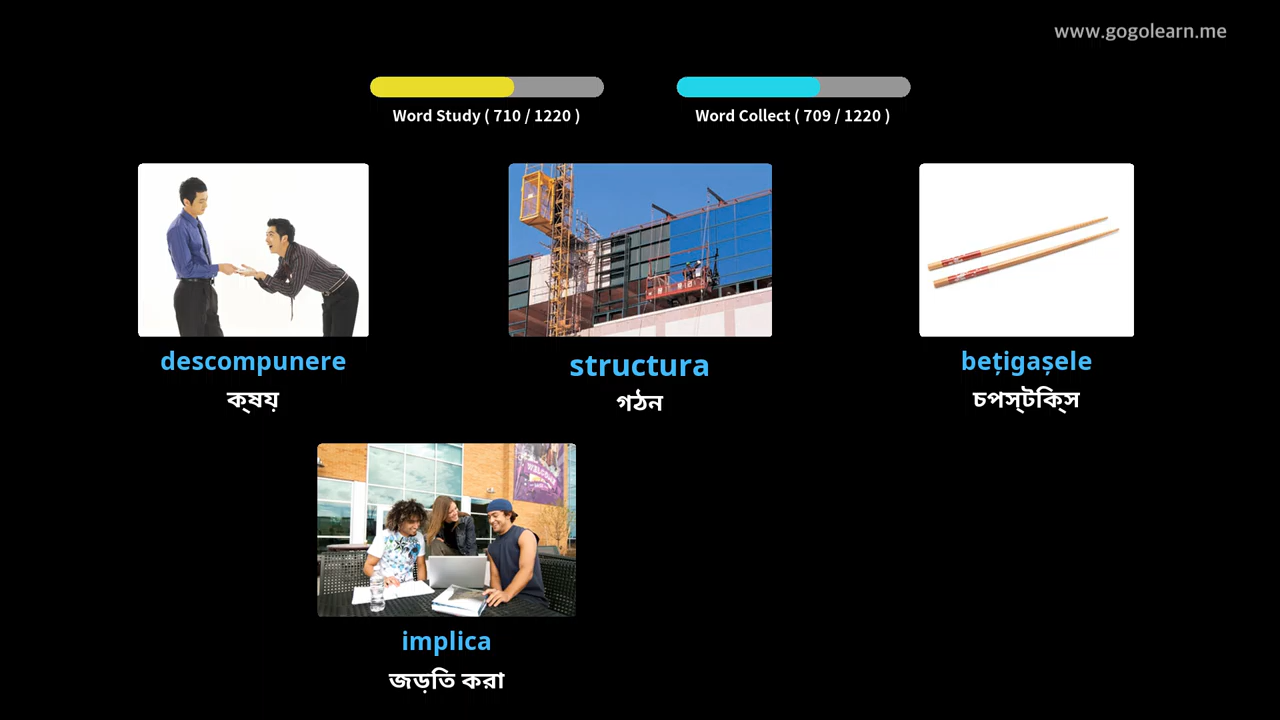 www.gogolearn.me
Word Study ( 710 / 1220 )
Word Collect ( 709 / 1220 )
descompunere
structura
bețigașele
ক্ষয়
গঠন
চপস্টিক্স
WELCOME
implica
জড়তি করা